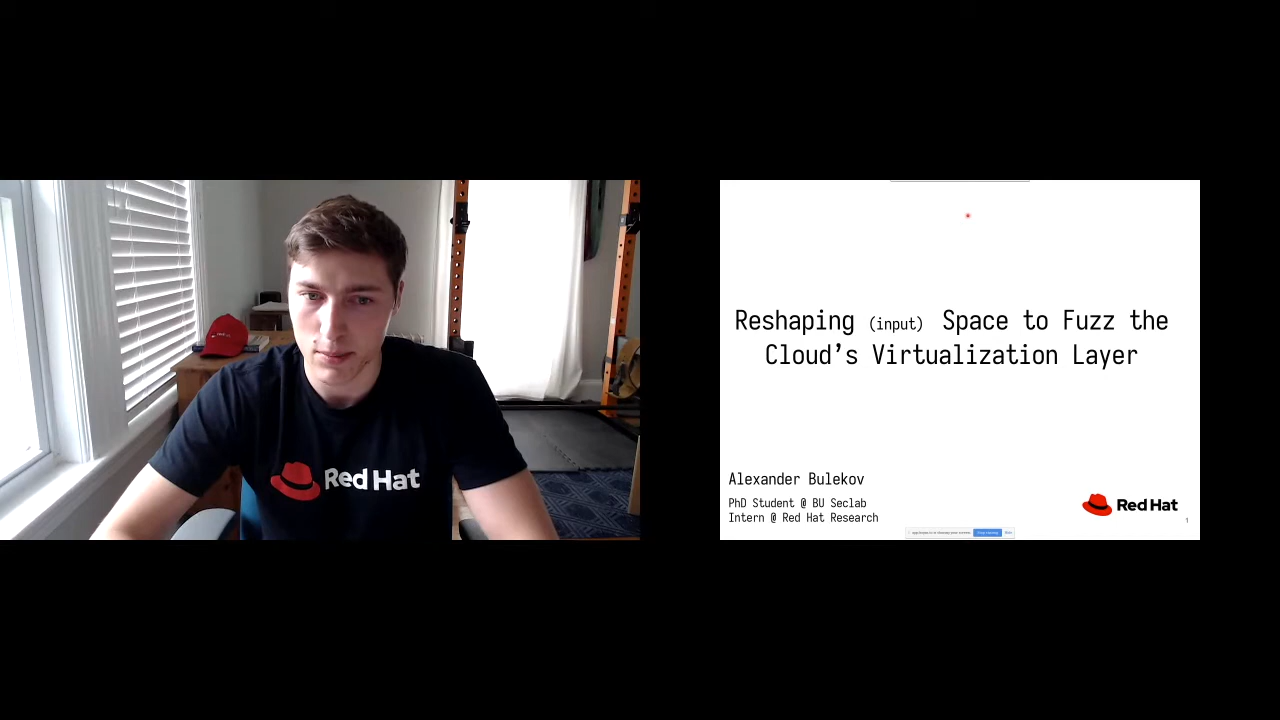 Red Hat
Reshaping (input) Space to Fuzz the
Cloud’s Virtualization Layer
Alexander Bulekov
PhD Student @ BU Seclab
Intern @ Red Hat Research
Red Hat
1